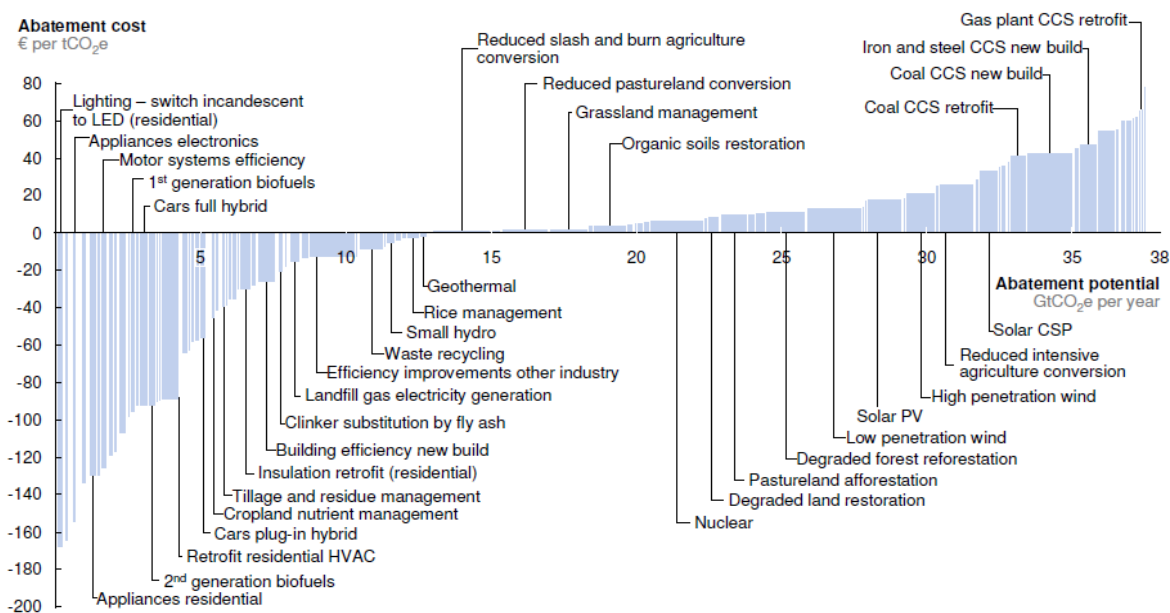 Abatement cost
€ per tCO2e
80
60
40
20
0
-20
-40
-60
-80
-100
-120
-140
-160
-180
-200
Lighting – switch incandescent
to LED (residential)
Appliances electronics
Motor systems efficiency
1st generation biofuels
Cars full hybrid
Reduced slash and burn agriculture
conversion
Reduced pastureland conversion
Grassland management
Organic soils restoration
Gas plant CCS retrofit
Iron and steel CCS new build
Coal CCS new build
Coal CCS retrofit
5
10
15
20
25
30
35
38
Abatement potential
GtCO2e per year
Geothermal
Rice management
Small hydro
Waste recycling
Efficiency improvements other industry
Landfill gas electricity generation
Clinker substitution by fly ash
Building efficiency new build
Insulation retrofit (residential)
Tillage and residue management
Cropland nutrient management
Cars plug-in hybrid
Retrofit residential HVAC
2nd generation biofuels
Appliances residential
Solar CSP
Reduced intensive
agriculture conversion
High penetration wind
Solar PV
Low penetration wind
Degraded forest reforestation
Pastureland afforestation
Degraded land restoration
Nuclear